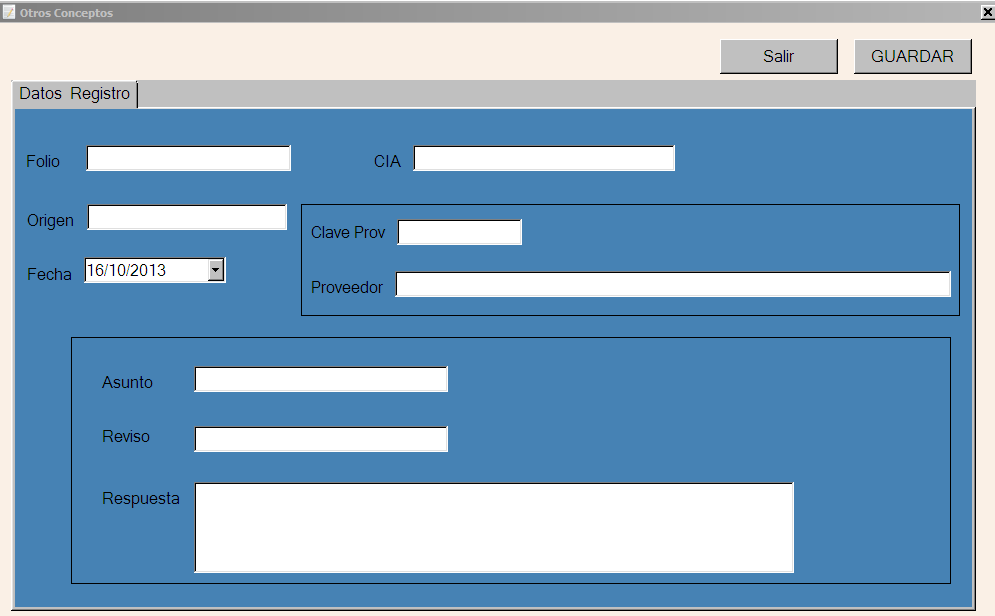 Otros Conceptos
Salir GUARDAR
Datos Registro
Folio CIA
Origen
Clave Prov
Fecha 16/10/2013
Proveedor
Asunto
Reviso
Respuesta